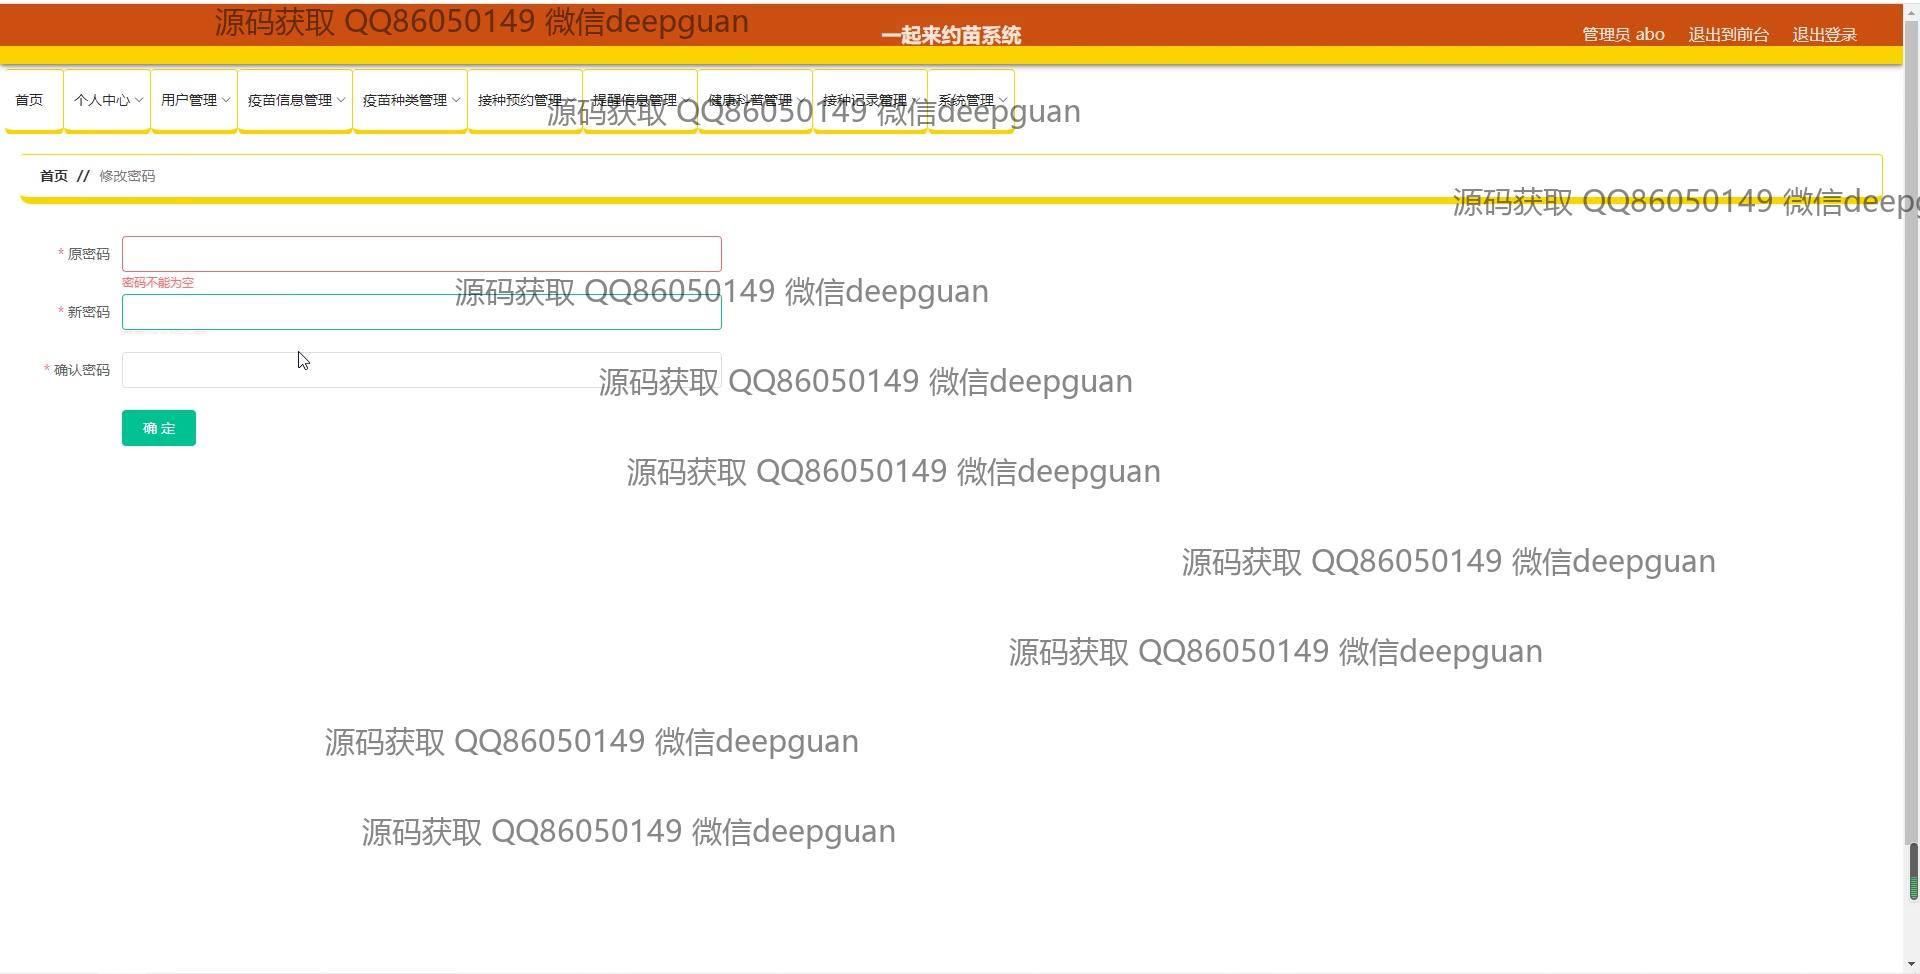 源码获取 QQ86050149 微信deepguan
一起来约苗系统
管理员 abo 退出到前台 退出登录
首页 个人中心 用户管理 疫苗信息管理 疫苗种类管理 接种预约管理 提醒信息管理 健康科普管理 接种记录管理 系统管理
源码获取 QQ86050149 微信deepguan
首页 // 修改密码
源码获取 QQ86050149 微信deepg
* 原密码
密码不能为空
源码获取 QQ86050149 微信deepguan
* 新密码
* 确认密码
源码获取 QQ86050149 微信deepguan
确 定
源码获取 QQ86050149 微信deepguan
源码获取 QQ86050149 微信deepguan
源码获取 QQ86050149 微信deepguan
源码获取 QQ86050149 微信deepguan
源码获取 QQ86050149 微信deepguan